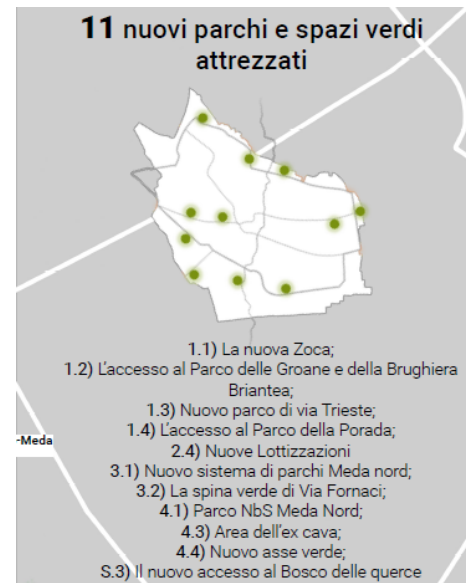 11 nuovi parchi e spazi verdi
attrezzati
1.1) La nuova Zoca;
1.2) L'accesso al Parco delle Groane e della Brughiera
Briantea;
1.3) Nuovo parco di via Trieste;
1.4) L'accesso al Parco della Porada;
-Meda
2.4) Nuove Lottizzazioni
3.1) Nuovo sistema di parchi Meda nord;
3.2) La spina verde di Via Fornaci;
4.1) Parco NbS Meda Nord;
4.3) Area dell'ex cava;
4.4) Nuovo asse verde;
S.3) Il nuovo accesso al Bosco delle querce